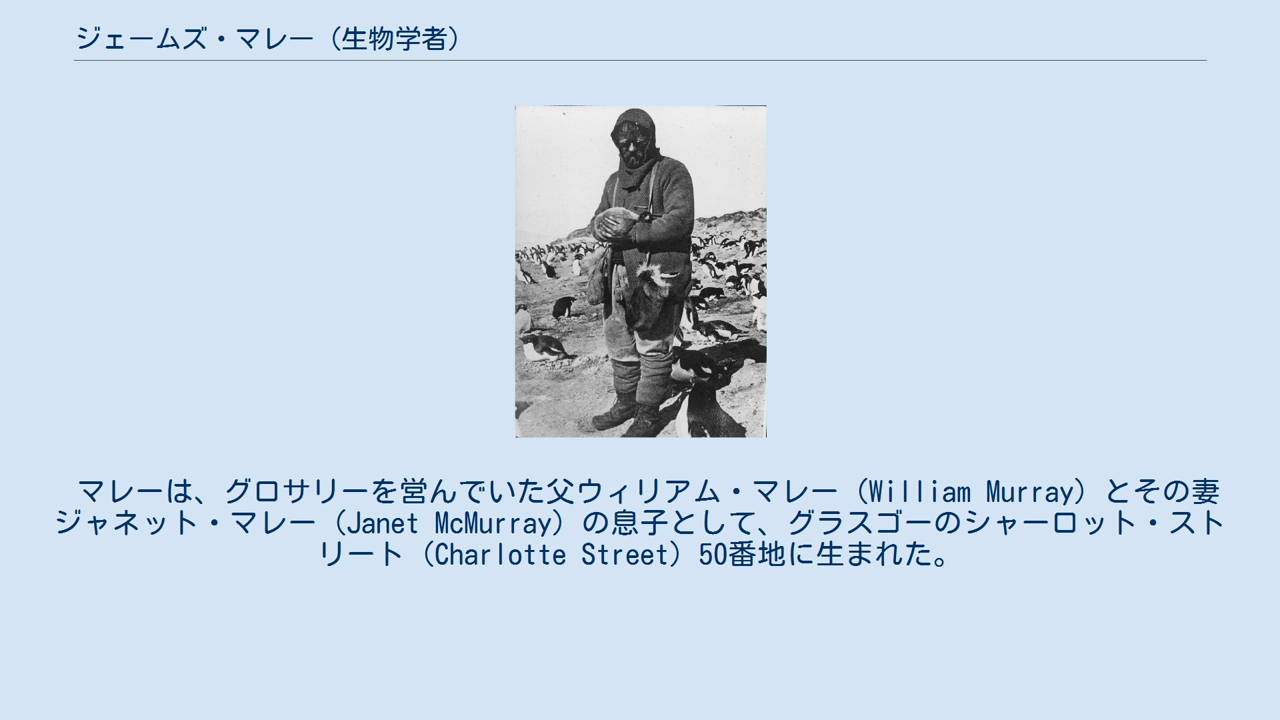 ジェームズ・マレー（生物学者）
マレーは、グロサリーを営んでいた父ウィリアム・マレー（William Murray）とその妻
ジャネット・マレー（Janet McMurray）の息子として、グラスゴーのシャーロット・スト
リート（Charlotte Street）50番地に生まれた。